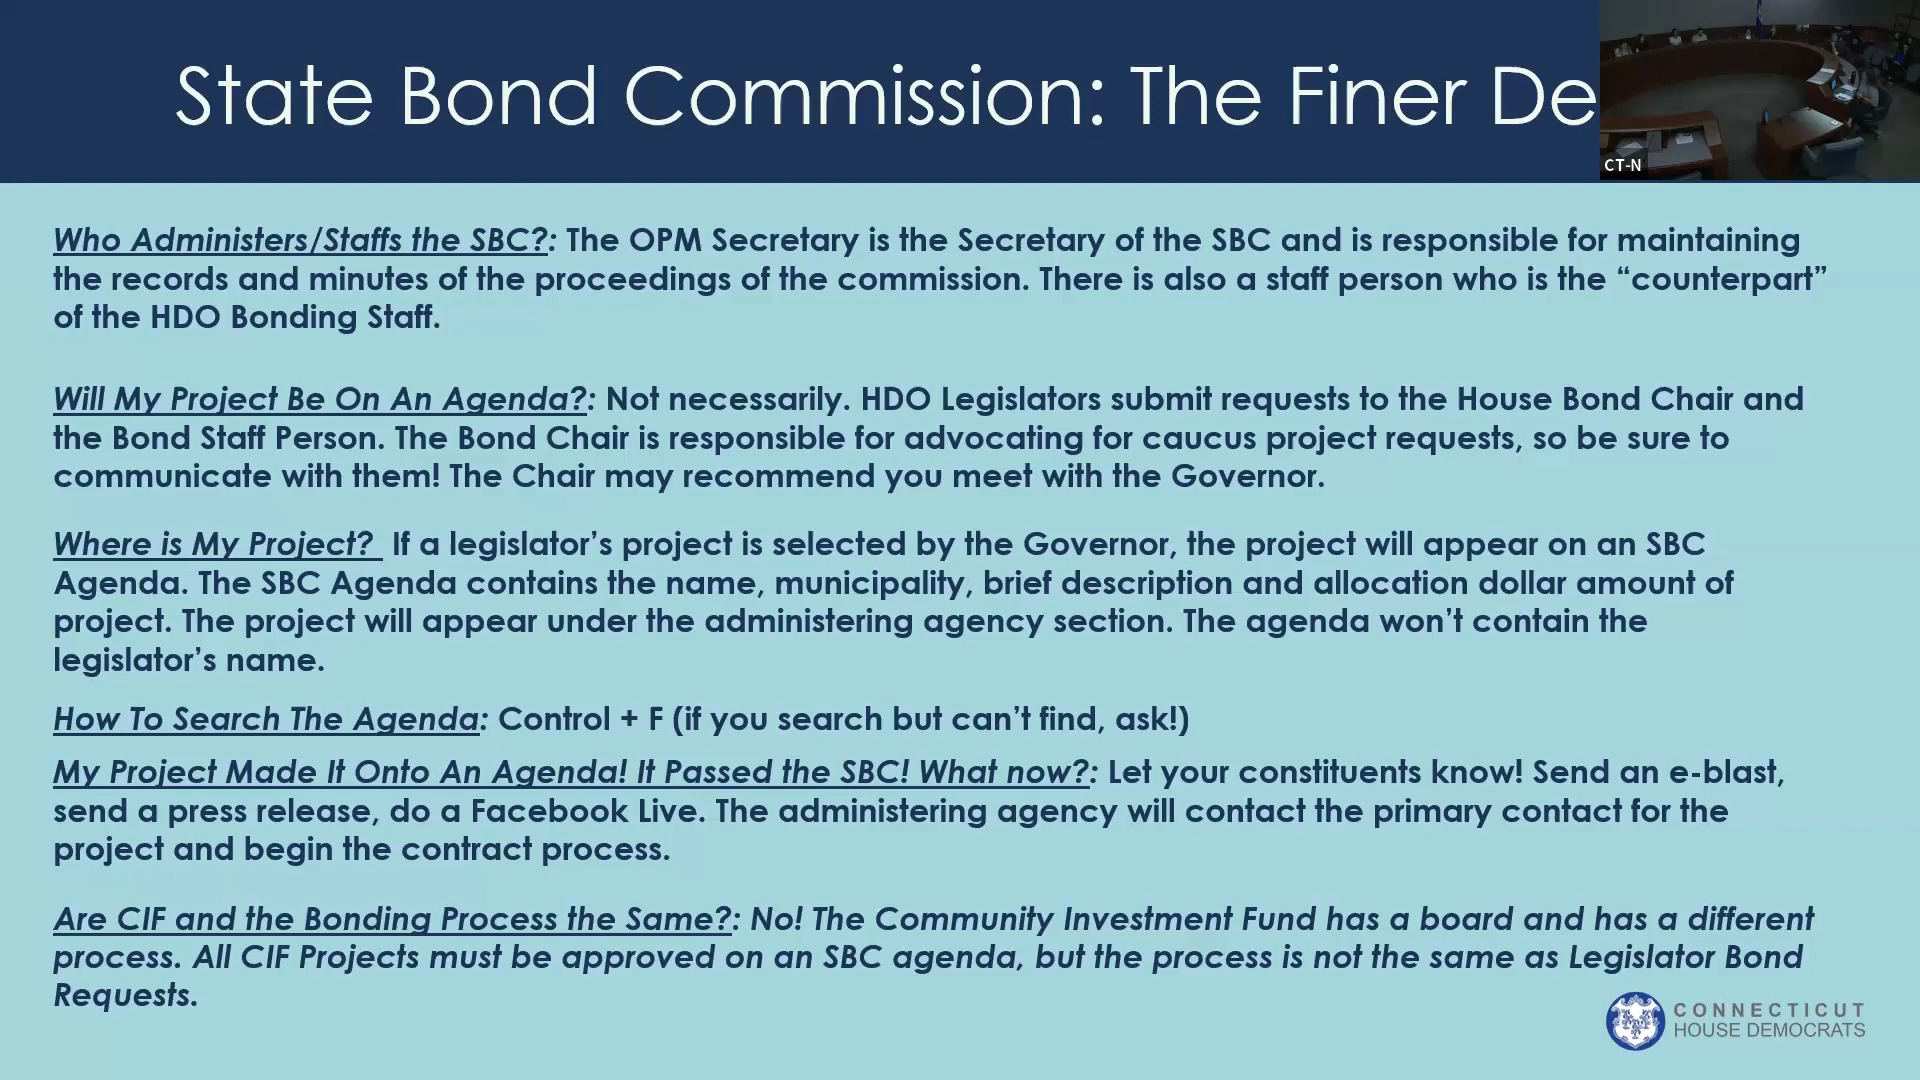 State Bond Commission: The Finer De
CT-N
Who Administers/Staffs the SBC?: The OPM Secretary is the Secretary of the SBC and is responsible for maintaining
the records and minutes of the proceedings of the commission. There is also a staff person who is the “counterpart”
of the HDO Bonding Staff.
Will My Project Be On An Agenda?: Not necessarily. HDO Legislators submit requests to the House Bond Chair and
the Bond Staff Person. The Bond Chair is responsible for advocating for caucus project requests, so be sure to
communicate with them! The Chair may recommend you meet with the Governor.
Where is My Project? If a legislator’s project is selected by the Governor, the project will appear on an SBC
Agenda. The SBC Agenda contains the name, municipality, brief description and allocation dollar amount of
project. The project will appear under the administering agency section. The agenda won’t contain the
legislator’s name.
How To Search The Agenda: Control + F (if you search but can’t find, ask!)
My Project Made It Onto An Agenda! It Passed the SBC! What now?: Let your constituents know! Send an e-blast,
send a press release, do a Facebook Live. The administering agency will contact the primary contact for the
project and begin the contract process.
Are CIF and the Bonding Process the Same?: No! The Community Investment Fund has a board and has a different
process. All CIF Projects must be approved on an SBC agenda, but the process is not the same as Legislator Bond
Requests.
CONNECTICUT
HOUSE DEMOCRATS